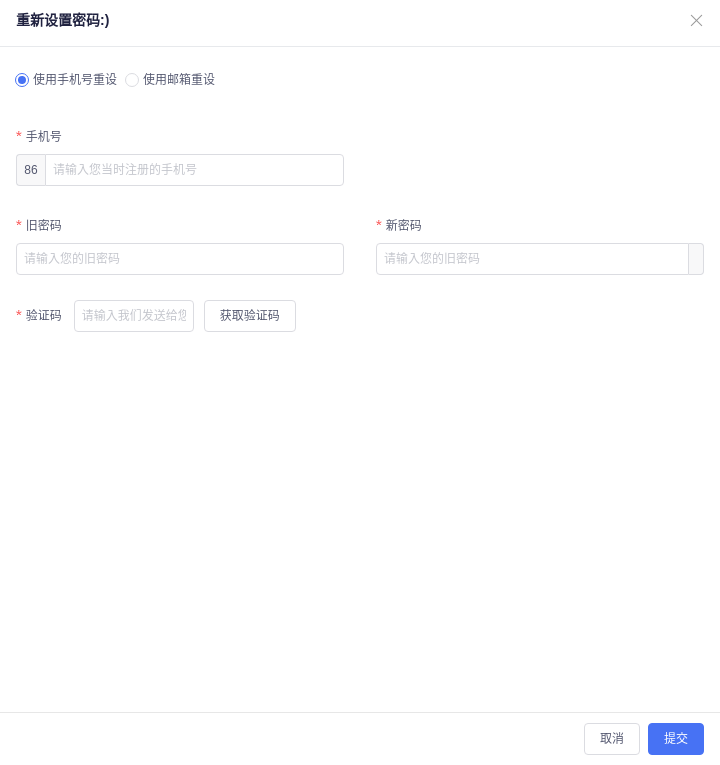 重新设置密码:)
使用手机号重设 使用邮箱重设
* 手机号
86 请输入您当时注册的手机号
* 旧密码 * 新密码
请输入您的旧密码 请输入您的旧密码
* 验证码 请输入我们发送给您 获取验证码
取消 提交